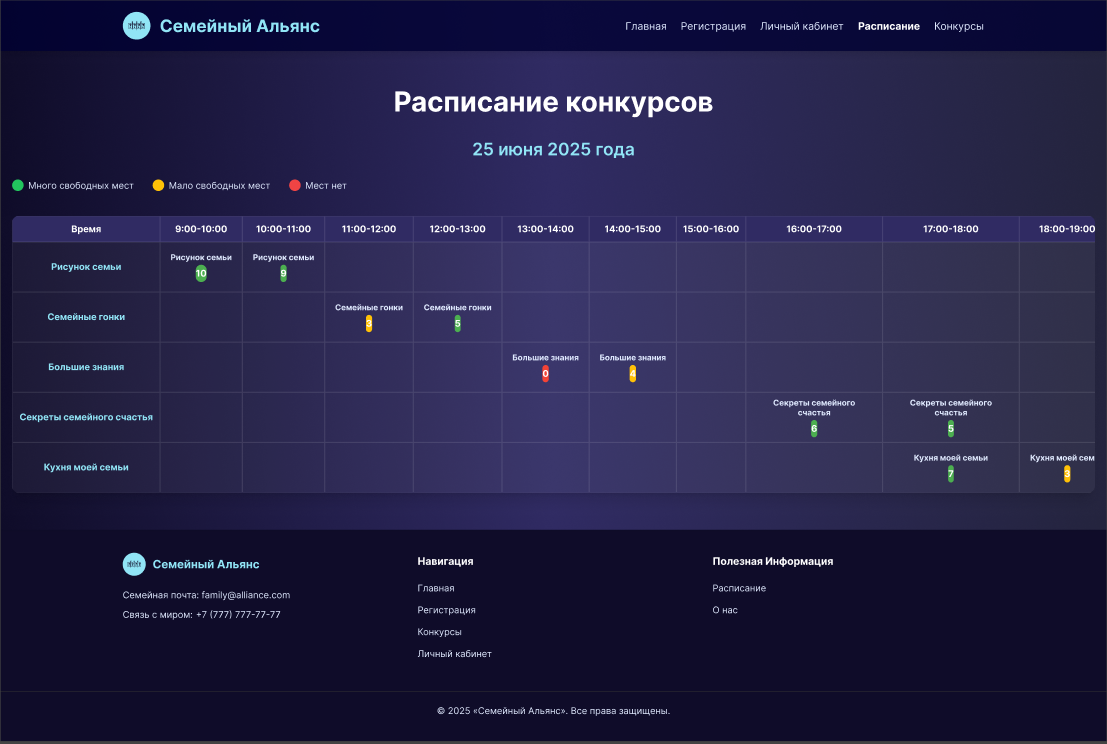 Семейный Альянс
Главная Регистрация Личный кабинет Расписание Конкурсы
Расписание конкурсов
25 июня 2025 года
Много свободных мест Мало свободных мест Мест нет
Время 9:00-10:00 10:00-11:00 11:00-12:00 12:00-13:00 13:00-14:00 14:00-15:00 15:00-16:00 16:00-17:00 17:00-18:00 18:00-19:00
Рисунок семьи Рисунок семьи
Рисунок семьи
10 9
Семейные гонки Семейные гонки
Семейные гонки
3 5
Большие знания Большие знания
Большие знания
0 4
Секреты семейного Секреты семейного
счастья счастья
Секреты семейного счастья
6 5
Кухня моей семьи Кухня моей сем
Кухня моей семьи
7 3
Семейный Альянс
Семейная почта: family@alliance.com
Связь с миром: +7 (777) 777-77-77
Навигация
Главная
Регистрация
Конкурсы
Личный кабинет
Полезная Информация
Расписание
О нас
© 2025 «Семейный Альянс». Все права защищены.